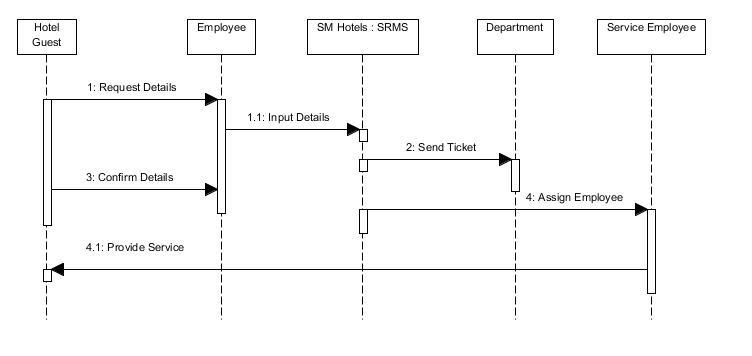 Hotel
Guest
Employee
SM Hotels : SRMS
Department
Service Employee
1: Request Details
1.1: Input Details
2: Send Ticket
3: Confirm Details
4: Assign Employee
4.1: Provide Service